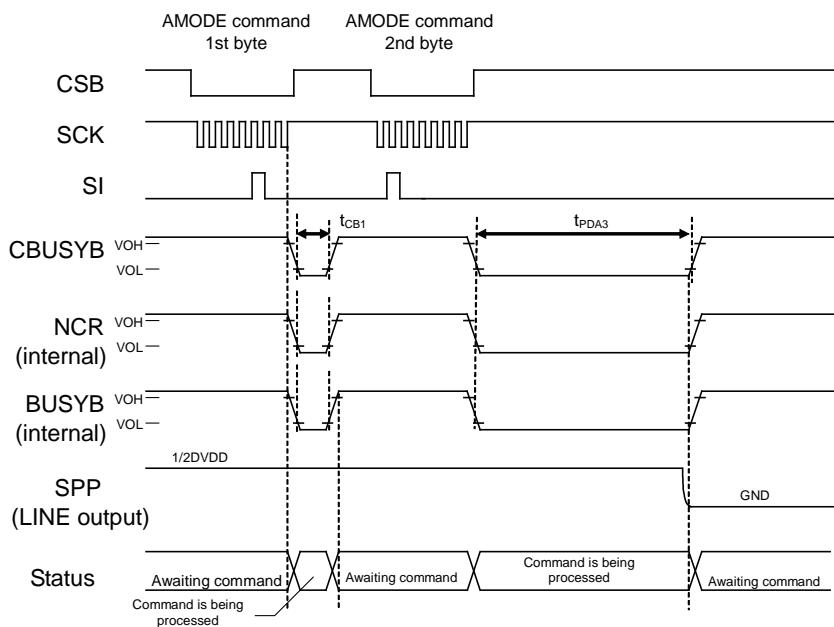 AMODE command
1st byte
AMODE command
2nd byte
CSB
SCK
SI
tCB1
tPDA3
CBUSYB
VOH
VOL
NCR
(internal)
VOH
VOL
BUSYB
(internal)
VOH
VOL
1/2DVDD
SPP
(LINE output)
GND
Status
Awaiting command
Command is being
processed
Awaiting command
Command is being
processed
Awaiting command